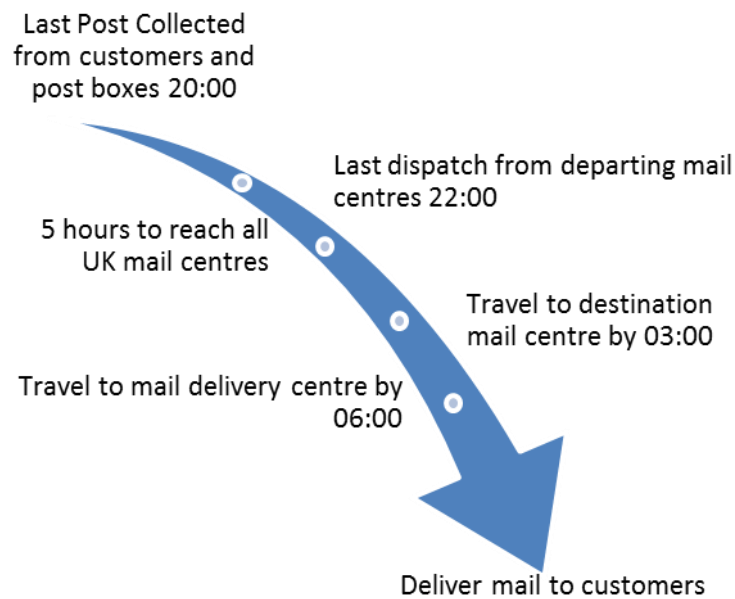 Last Post Collected
from customers and
post boxes 20:00
Last dispatch from departing mail
centres 22:00
5 hours to reach all
UK mail centres
Travel to destination
mail centre by 03:00
Travel to mail delivery centre by
06:00
Deliver mail to customers